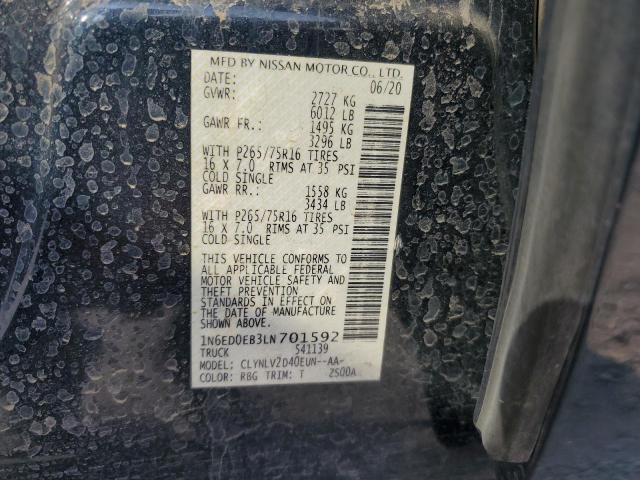 MFD BY NISSAN MOTOR CO., LTD.
DATE: 06/20
GVWR: 2727 KG
6012 LB
GAWR FR.: 1495 KG
3296 LB
WITH P265/75R16 TIRES
16 X 7.0 RIMS AT 35 PSI
COLD SINGLE
GAWR RR.: 1558 KG
3434 LB
WITH P265/75R16 TIRES
16 X 7.0 RIMS AT 35 PSI
COLD SINGLE
THIS VEHICLE CONFORMS TO
ALL APPLICABLE FEDERAL
MOTOR VEHICLE SAFETY AND
THEFT PREVENTION
STANDARDS IN EFFECT ON
THE DATE OF MANUFACTURE
SHOWN ABOVE.
1N6ED0EB3LN701592
TRUCK 541139
MODEL: CLYNLV2D40EUN--AA-
COLOR: RBG TRIM: T 2S00A